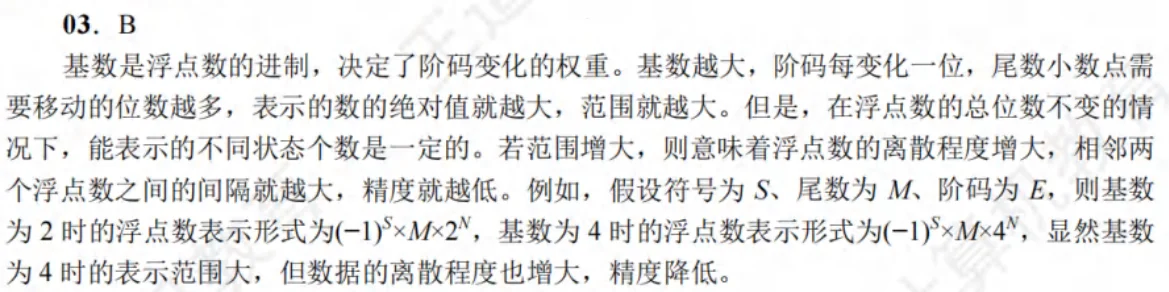 03. B
基数是浮点数的进制，决定了阶码变化的权重。基数越大，阶码每变化一位，尾数小数点需
要移动的位数越多，表示的数的绝对值就越大，范围就越大。但是，在浮点数的总位数不变的情
况下，能表示的不同状态个数是一定的。若范围增大，则意味着浮点数的离散程度增大，相邻两
个浮点数之间的间隔就越大，精度就越低。例如，假设符号为 S、尾数为 M、阶码为 E，则基数
为 2 时的浮点数表示形式为(−1)^S×M×2^N，基数为 4 时的浮点数表示形式为(−1)^S×M×4^N，显然基数
为 4 时的表示范围大，但数据的离散程度也增大，精度降低。